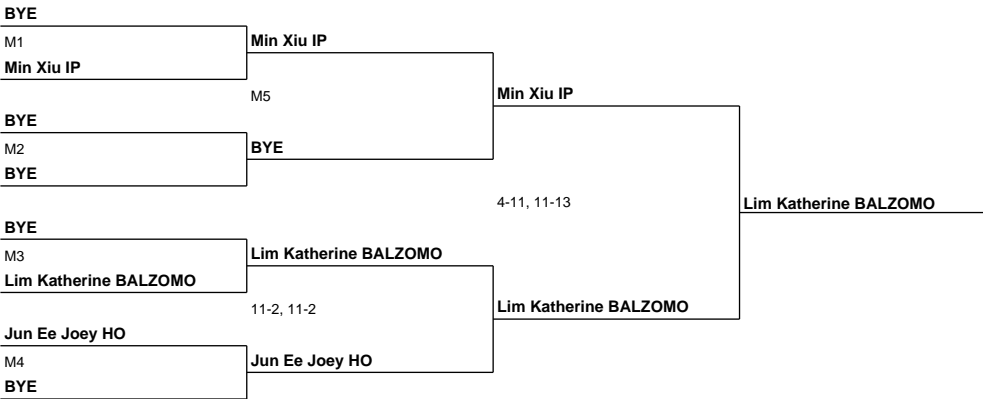 BYE
M1
Min Xiu IP
Min Xiu IP
M5
Min Xiu IP
BYE
M2
BYE
BYE
4-11, 11-13
Lim Katherine BALZOMO
BYE
M3
Lim Katherine BALZOMO
Lim Katherine BALZOMO
11-2, 11-2
Lim Katherine BALZOMO
Jun Ee Joey HO
M4
Jun Ee Joey HO
BYE